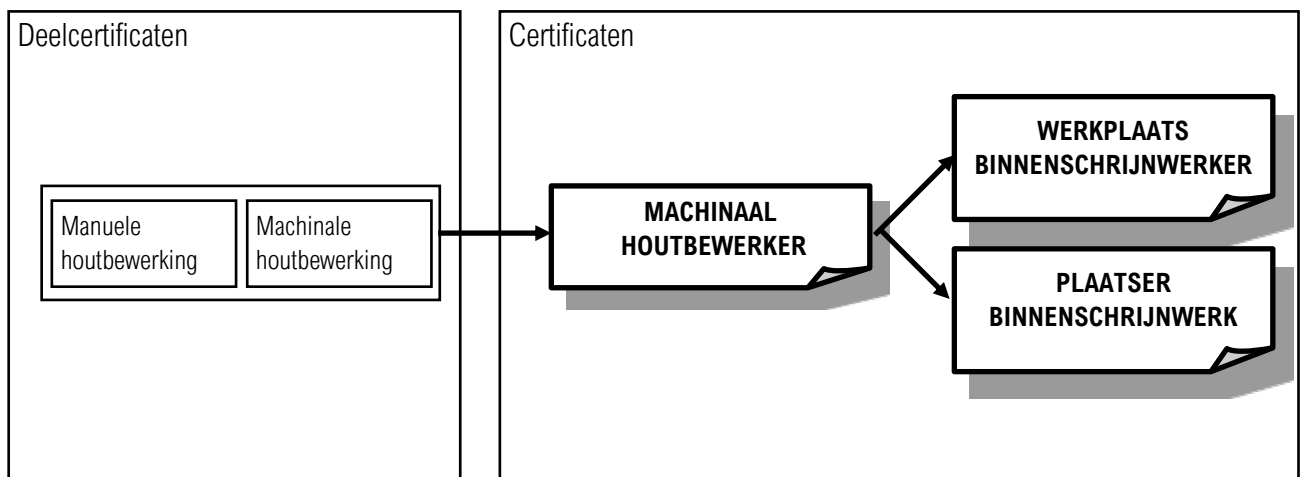 Deelcertificaten
Certificaten
Manuele
houtbewerking
Machinale
houtbewerking
MACHINAAL
HOUTBEWERKER
WERKPLAATS
BINNENSCHRIJNWERKER
PLAATSER
BINNENSCHRIJNWERK